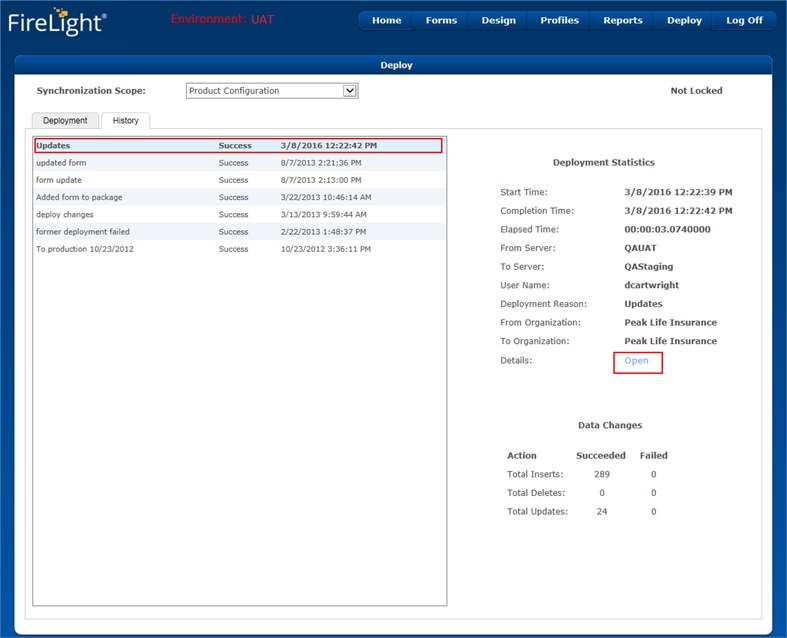 FireLight®
Environment: UAT
Home Forms Design Profiles Reports Deploy Log Off
Deploy
Synchronization Scope: Product Configuration Not Locked
Deployment History
Updates Success 3/8/2016 12:22:42 PM
updated form Success 8/7/2013 2:21:36 PM
form update Success 8/7/2013 2:13:00 PM
Added form to package Success 3/22/2013 10:46:14 AM
deploy changes Success 3/13/2013 9:59:44 AM
former deployment failed Success 2/22/2013 1:48:37 PM
To production 10/23/2012 Success 10/23/2012 3:36:11 PM
Deployment Statistics
Start Time: 3/8/2016 12:22:39 PM
Completion Time: 3/8/2016 12:22:42 PM
Elapsed Time: 00:00:03.0740000
From Server: QAUAT
To Server: QAStaging
User Name: dcartwright
Deployment Reason: Updates
From Organization: Peak Life Insurance
To Organization: Peak Life Insurance
Details: Open
Data Changes
Action Succeeded Failed
Total Inserts: 289 0
Total Deletes: 0 0
Total Updates: 24 0